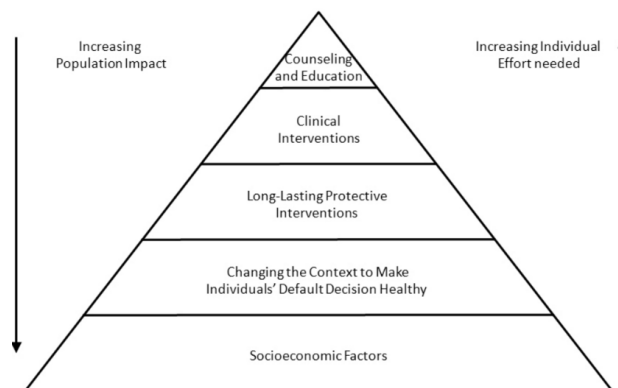 Increasing
Population Impact
Increasing Individual
Effort needed
Counseling
and Education
Clinical
Interventions
Long-Lasting Protective
Interventions
Changing the Context to Make
Individuals’ Default Decision Healthy
Socioeconomic Factors